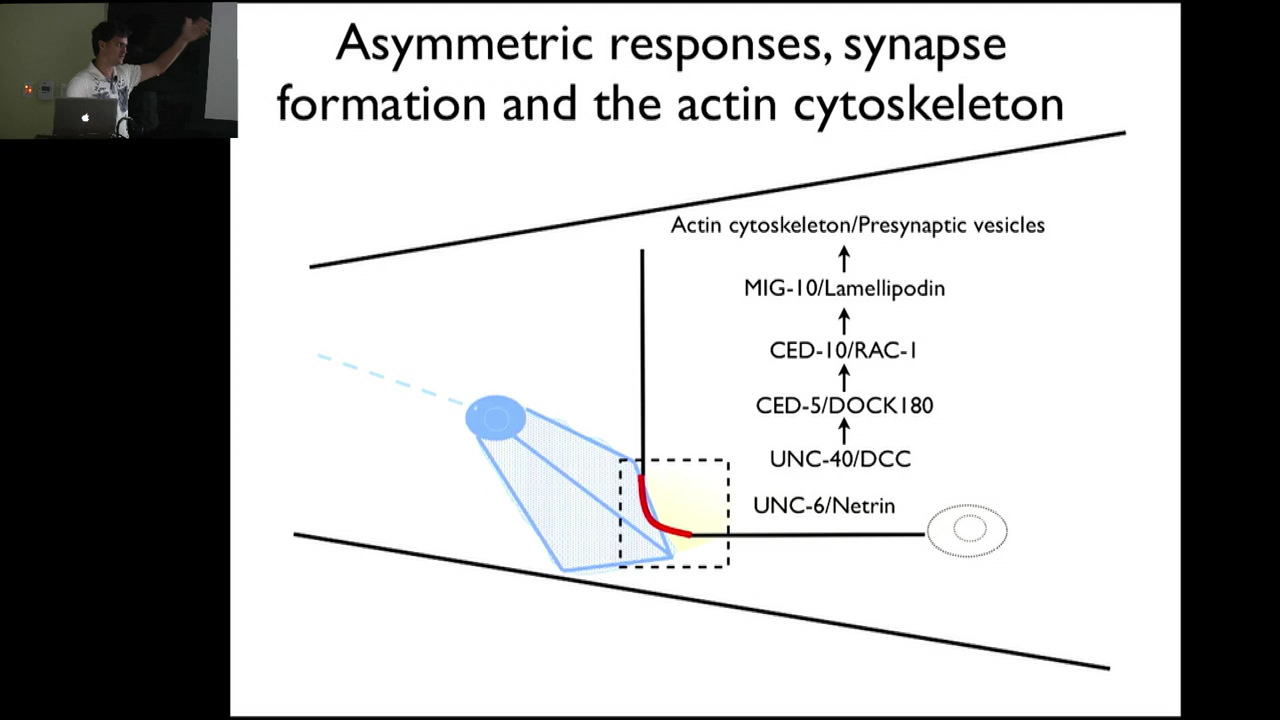 Asymmetric responses, synapse
formation and the actin cytoskeleton
Actin cytoskeleton/Presynaptic vesicles
MIG-10/Lamellipodin
CED-10/RAC-1
CED-5/DOCK180
UNC-40/DCC
UNC-6/Netrin